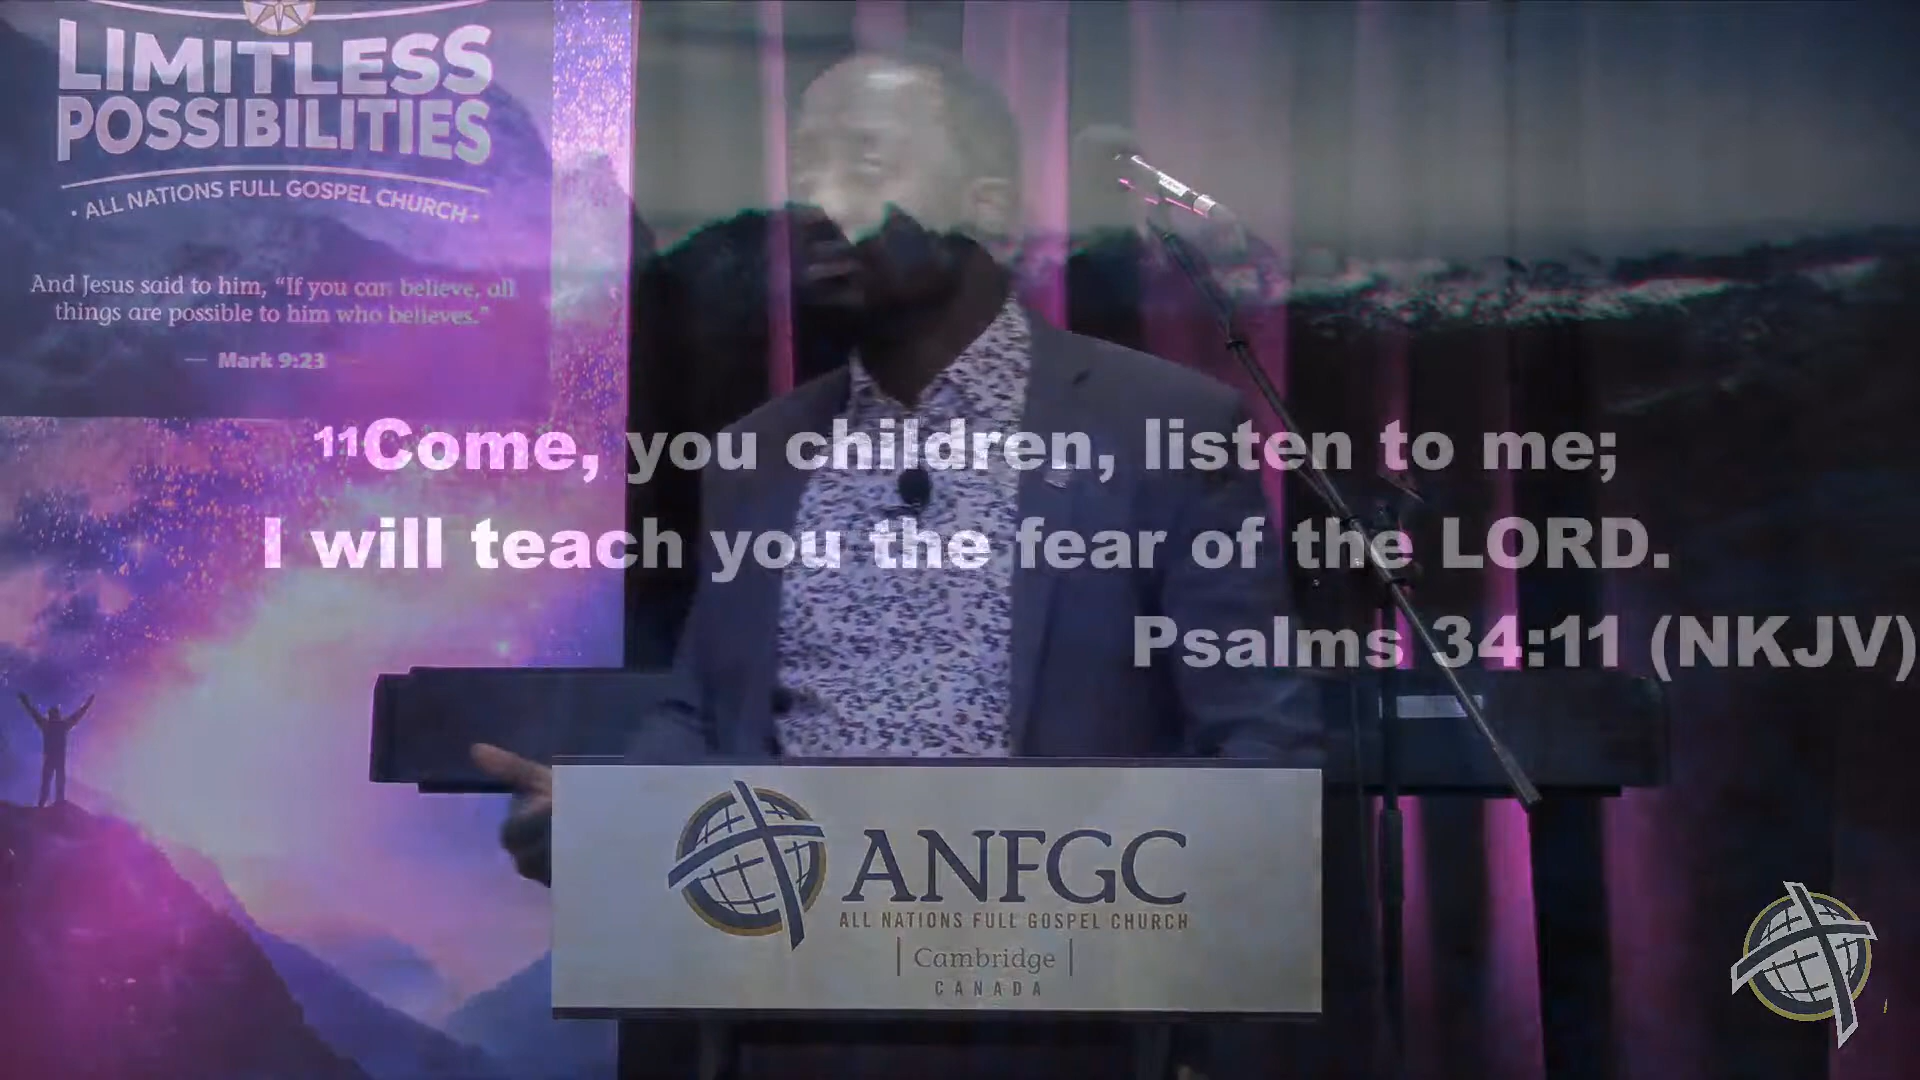 LIMITLESS
POSSIBILITIES
• ALL NATIONS FULL GOSPEL CHURCH •
And Jesus said to him, “If you can believe, all
things are possible to him who believes.”
— Mark 9:23 —
11Come, you children, listen to me;
I will teach you the fear of the LORD.
Psalms 34:11 (NKJV)
ANFGC
ALL NATIONS FULL GOSPEL CHURCH
| Cambridge |
CANADA